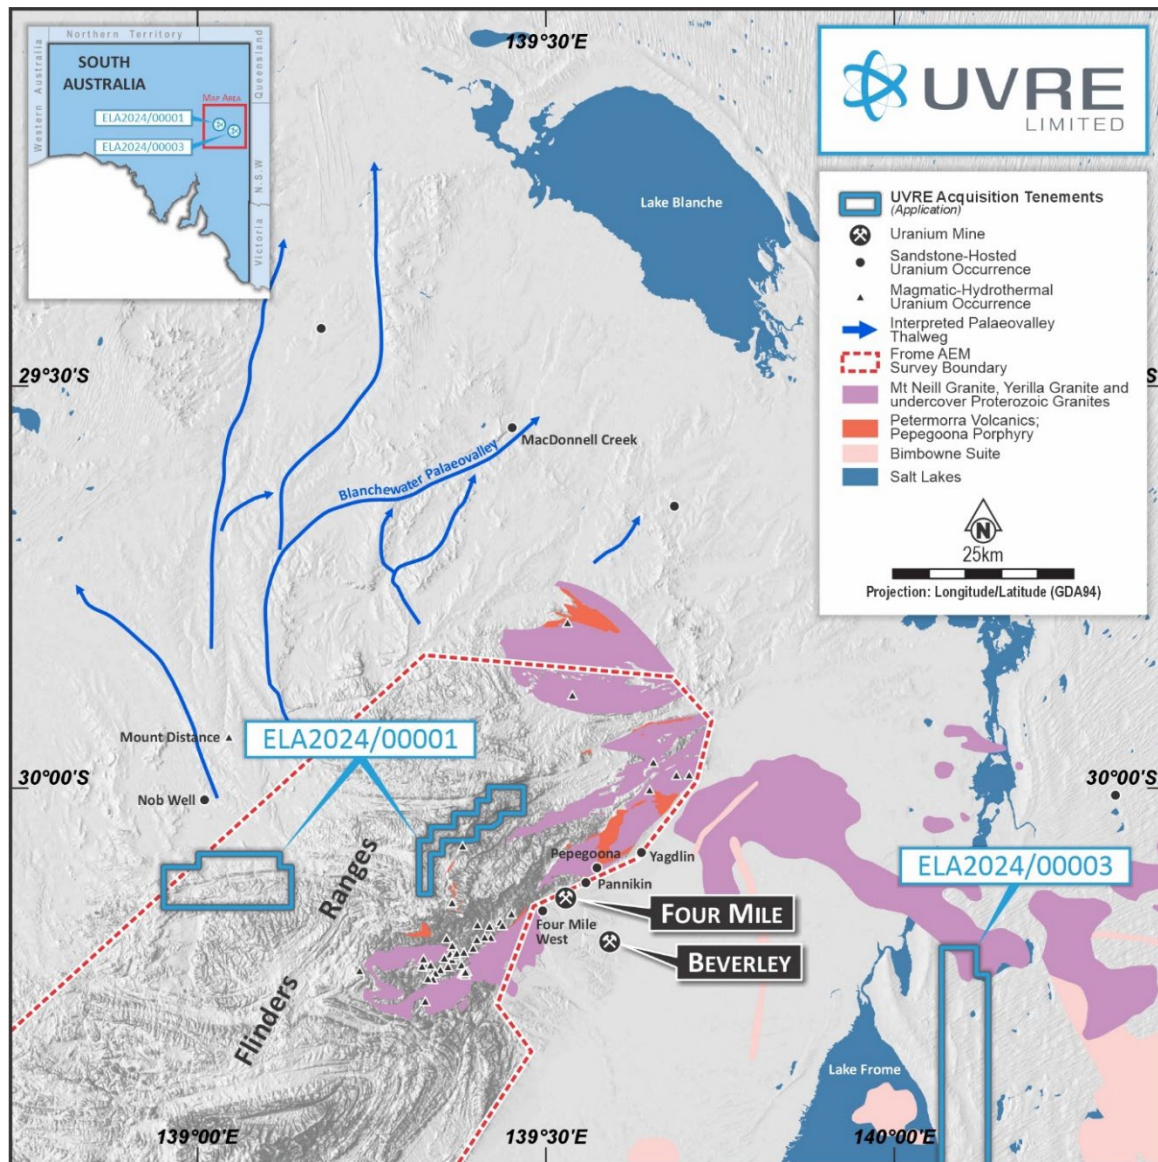 Northern Territory
Western Australia
SOUTH
AUSTRALIA
Queensland
MAP AREA
ELA2024/00001
ELA2024/00003
N.S.W
Victoria
139°30'E
UVRE
LIMITED
Lake Blanche
UVRE Acquisition Tenements
(Application)
Uranium Mine
Sandstone-Hosted
Uranium Occurrence
Magmatic-Hydrothermal
Uranium Occurrence
Interpreted Palaeovalley
Thalweg
Frome AEM
Survey Boundary
Mt Neill Granite, Yerilla Granite and
undercover Proterozoic Granites
Petermorra Volcanics;
Pepegoona Porphyry
Bimbowne Suite
Salt Lakes
N
25km
Projection: Longitude/Latitude (GDA94)
29°30'S
S
MacDonnell Creek
Blanchewater Palaeovalley
Mount Distance
ELA2024/00001
30°00'S
30°00'S
Nob Well
Ranges
Flinders
Pepegoona
Yagdlin
Pannikin
ELA2024/00003
FOUR MILE
Four Mile
West
BEVERLEY
Lake Frome
139°00'E
139°30'E
140°00'E